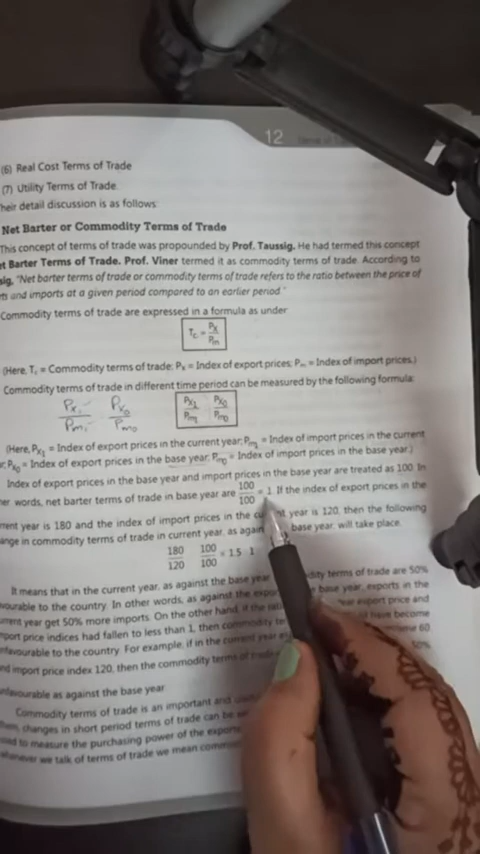 12
(6) Real Cost Terms of Trade
(7) Utility Terms of Trade.
heir detail discussion is as follows:
Net Barter or Commodity Terms of Trade
This concept of terms of trade was propounded by Prof. Taussig. He had termed this concept
et Barter Terms of Trade. Prof. Viner termed it as commodity terms of trade. According to
sig, "Net barter terms of trade or commodity terms of trade refers to the ratio between the price of
ts and imports at a given period compared to an earlier period."
Commodity terms of trade are expressed in a formula as under:
Tc = Px/Pm
(Here, Tc = Commodity terms of trade; Px = Index of export prices; Pm = Index of import prices.)
Commodity terms of trade in different time period can be measured by the following formula:
Px1/Pm1 Px0/Pm0
Px1/Pm1 Px0/Pm0
(Here, Px1 = Index of export prices in the current year; Pm1 = Index of import prices in the current
r; Px0 = Index of export prices in the base year; Pm0 = Index of import prices in the base year.)
Index of export prices in the base year and import prices in the base year are treated as 100. In
er words, net barter terms of trade in base year are 100/100 = 1. If the index of export prices in the
rrent year is 180 and the index of import prices in the year is 120, then the following
ange in commodity terms of trade in current year, as base year, will take place.
180/120 100/100 = 1.5 1
It means that in the current year, as against the base year terms of trade are 50%
vourable to the country. In other words, as against the base year, exports in the
rrent year get 50% more imports. On the other hand, if the export price and
port price indices had fallen to less than 1, then commodity have become
nfavourable to the country. For example, if in the current year 60
nd import price index 120, then the commodity terms of trade 50%
unfavourable as against the base year.
Commodity terms of trade is an important and
changes in short period terms of trade can be
ed to measure the purchasing power of the
whenever we talk of terms of trade we mean